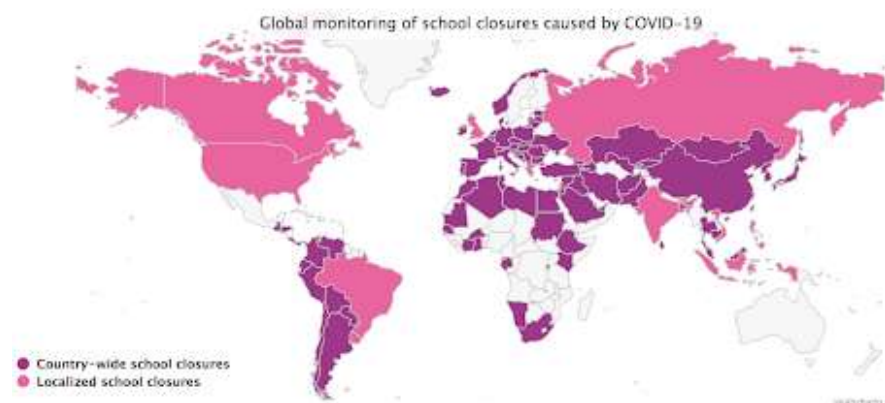 Global monitoring of school closures caused by COVID-19
Country-wide school closures
Localized school closures